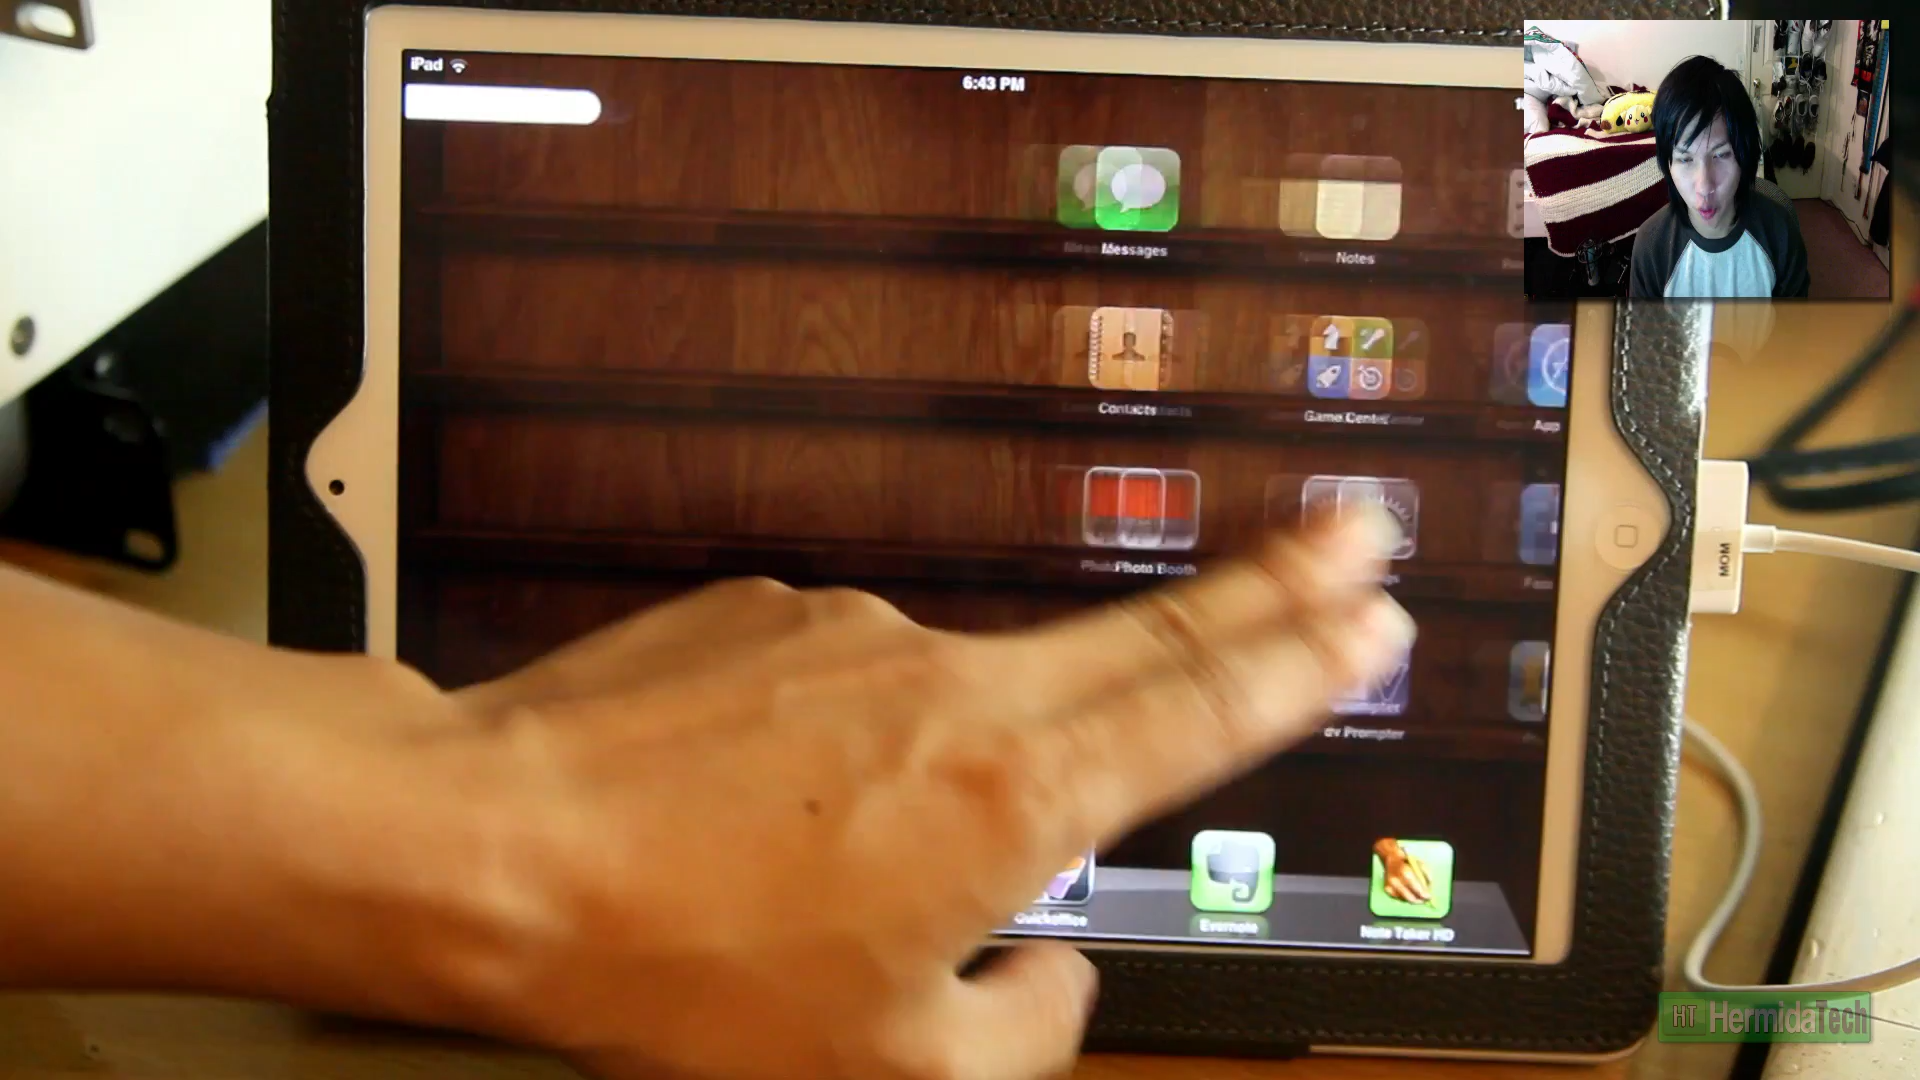 iPad
6:43 PM
Messages
Notes
Contacts
Game Center
App
Photo Booth
dv Prompter
Quickoffice
Evernote
Note Taker HD
MOM
HT HermidaTech